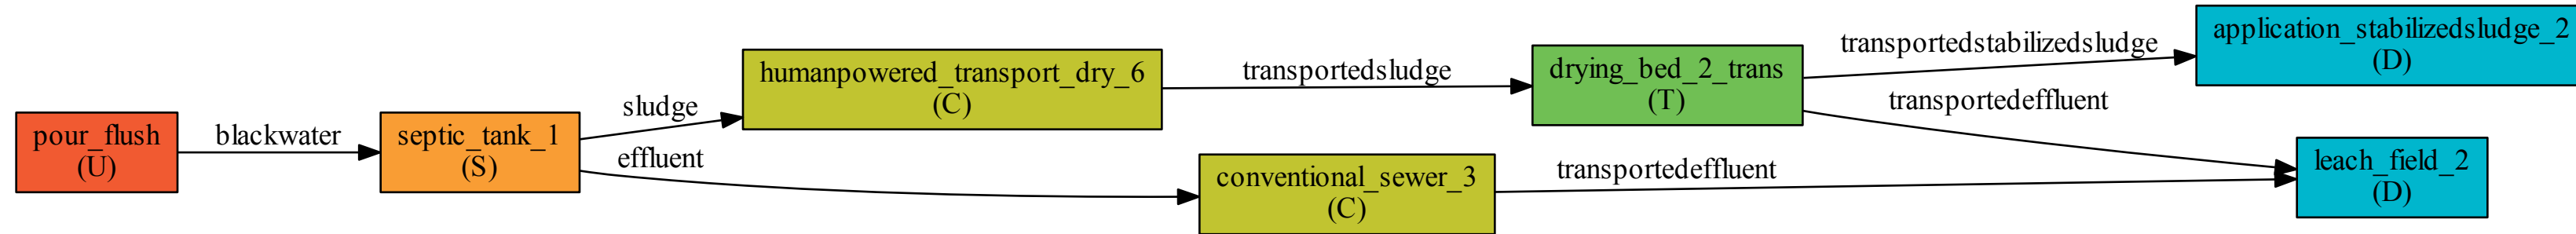 pour_flush
(U)
blackwater
septic_tank_1
(S)
sludge
effluent
humanpowered_transport_dry_6
(C)
transportedsludge
conventional_sewer_3
(C)
transportedeffluent
drying_bed_2_trans
(T)
transportedstabilizedsludge
transportedeffluent
application_stabilizedsludge_2
(D)
leach_field_2
(D)